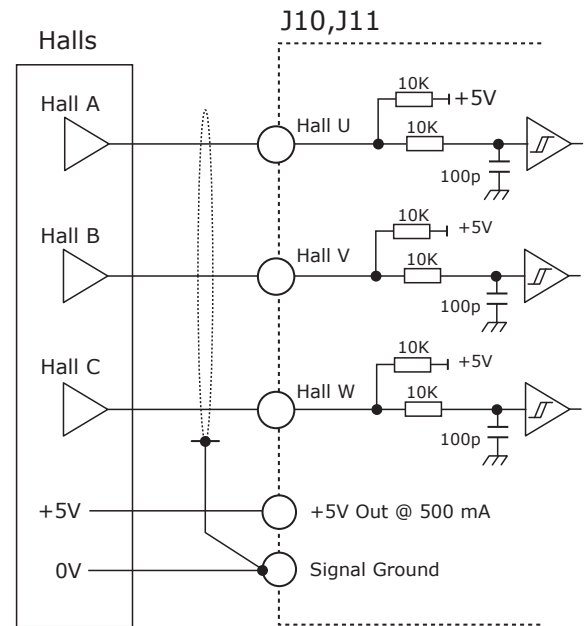 J10,J11
Halls
10K
+5V
Hall A
Hall U
10K
100p
10K
+5V
Hall B
Hall V
10K
100p
10K
+5V
Hall C
Hall W
10K
100p
+5V
+5V Out @ 500 mA
0V
Signal Ground